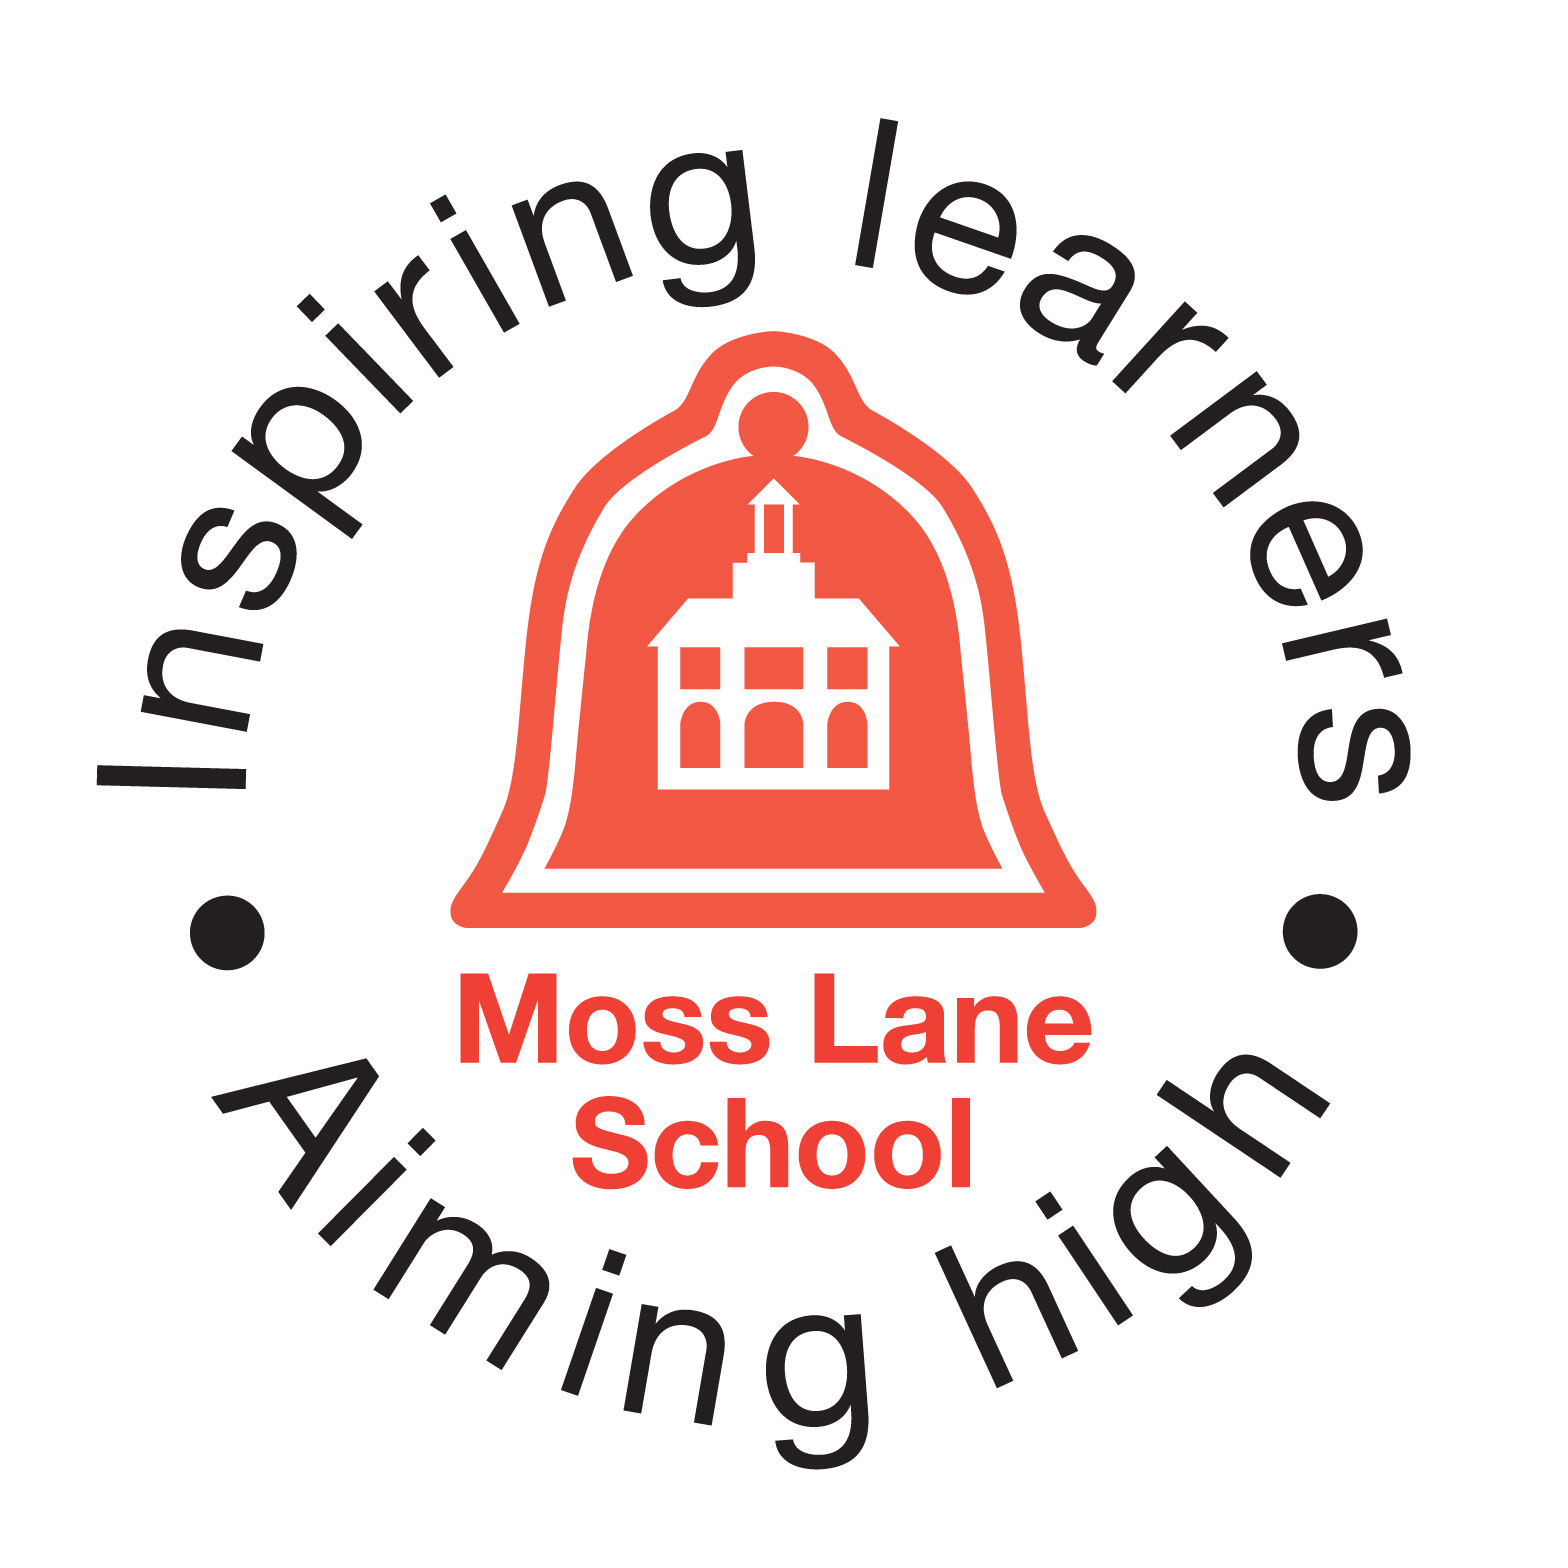 Inspiring learners
Moss Lane
School
• Aiming high •